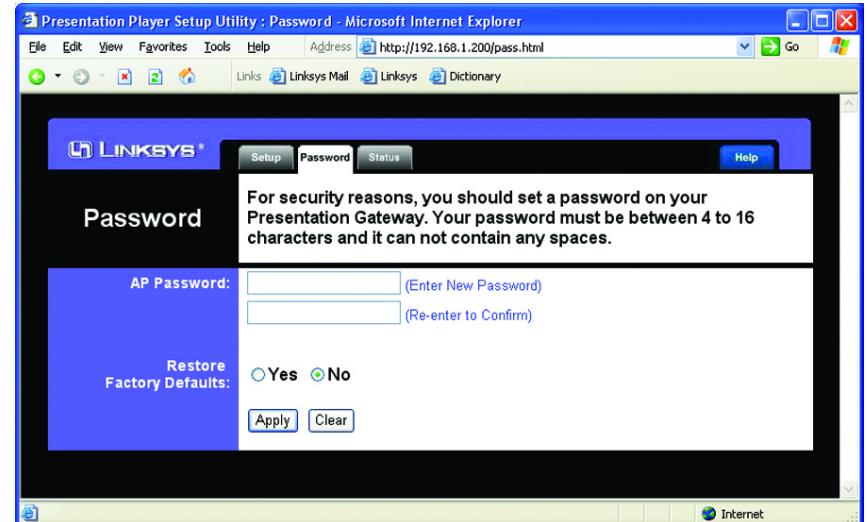 Presentation Player Setup Utility : Password - Microsoft Internet Explorer
File Edit View Favorites Tools Help Address http://192.168.1.200/pass.html Go
Links Linksys Mail Linksys Dictionary
LINKSYS®
Setup Password Status Help
Password
For security reasons, you should set a password on your
Presentation Gateway. Your password must be between 4 to 16
characters and it can not contain any spaces.
AP Password: (Enter New Password)
(Re-enter to Confirm)
Restore
Factory Defaults: Yes No
Apply Clear
Internet